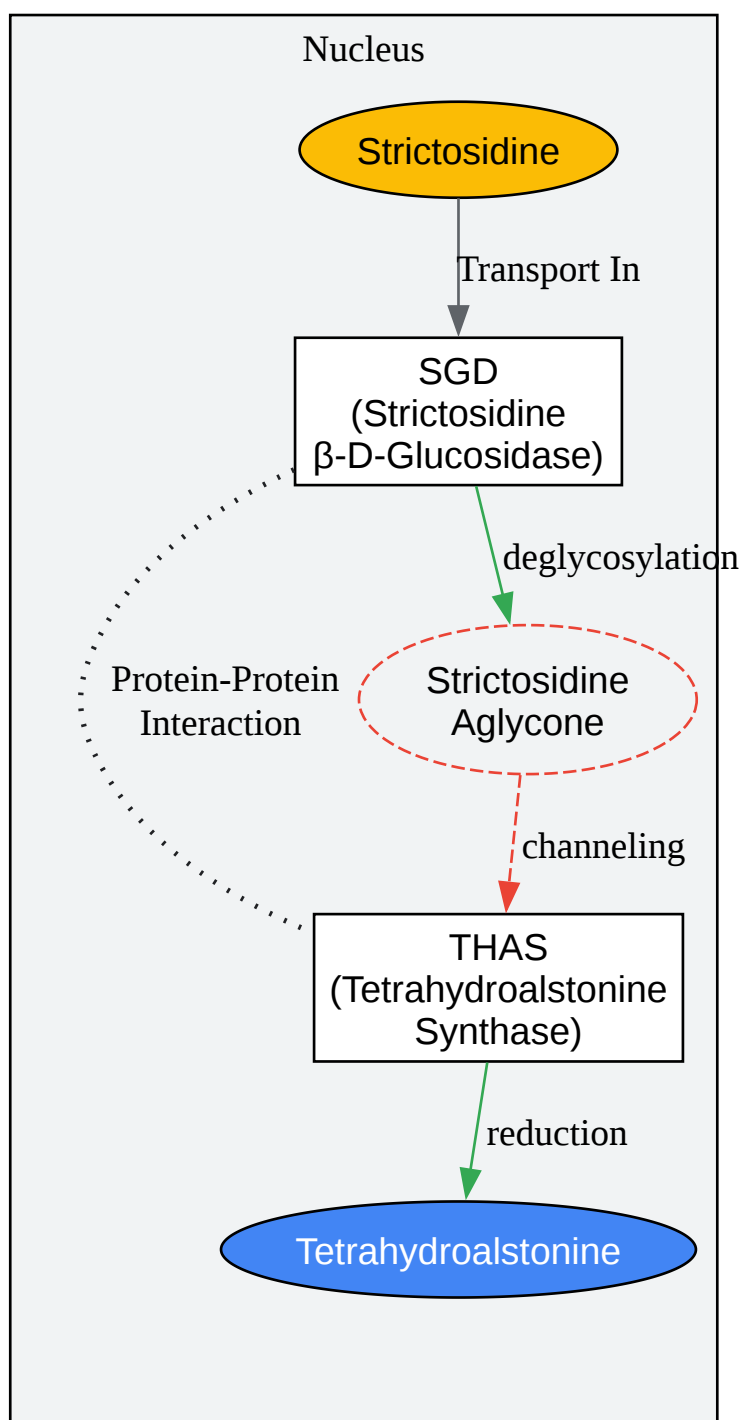 Nucleus
Strictosidine
Transport In
SGD
(Strictosidine
β-D-Glucosidase)
deglycosylation
Protein-Protein
Interaction
Strictosidine
Aglycone
channeling
THAS
(Tetrahydroalstonine
Synthase)
reduction
Tetrahydroalstonine